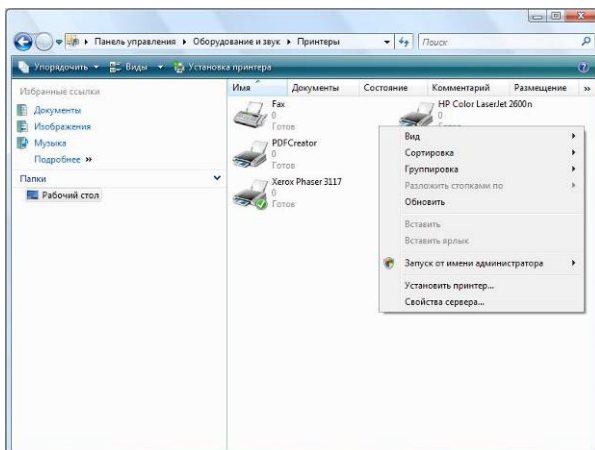 Панель управления ▸ Оборудование и звук ▸ Принтеры
Поиск
Упорядочить Виды Установка принтера
Избранные ссылки
Документы
Изображения
Музыка
Подробнее »
Папки
Рабочий стол
Имя Документы Состояние Комментарий Размещение »
Fax
0
Готов
HP Color LaserJet 2600n
0
PDFCreator
0
Готов
Xerox Phaser 3117
0
Готов
Вид
Сортировка
Группировка
Разложить стопками по
Обновить
Вставить
Вставить ярлык
Запуск от имени администратора
Установить принтер...
Свойства сервера...